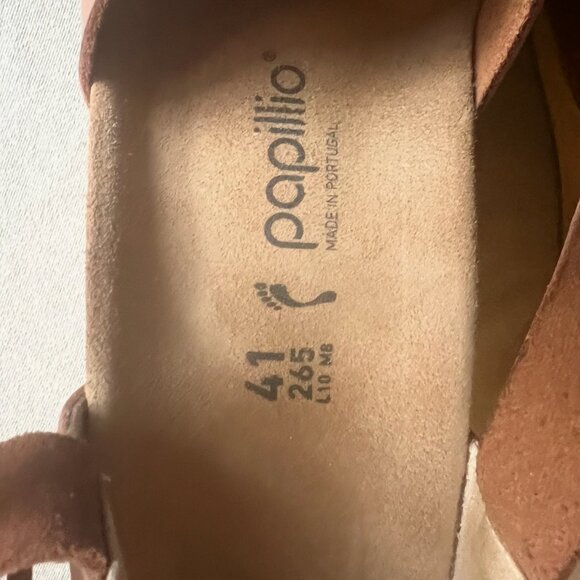 papillio®
MADE IN PORTUGAL
41
265
L10 M8